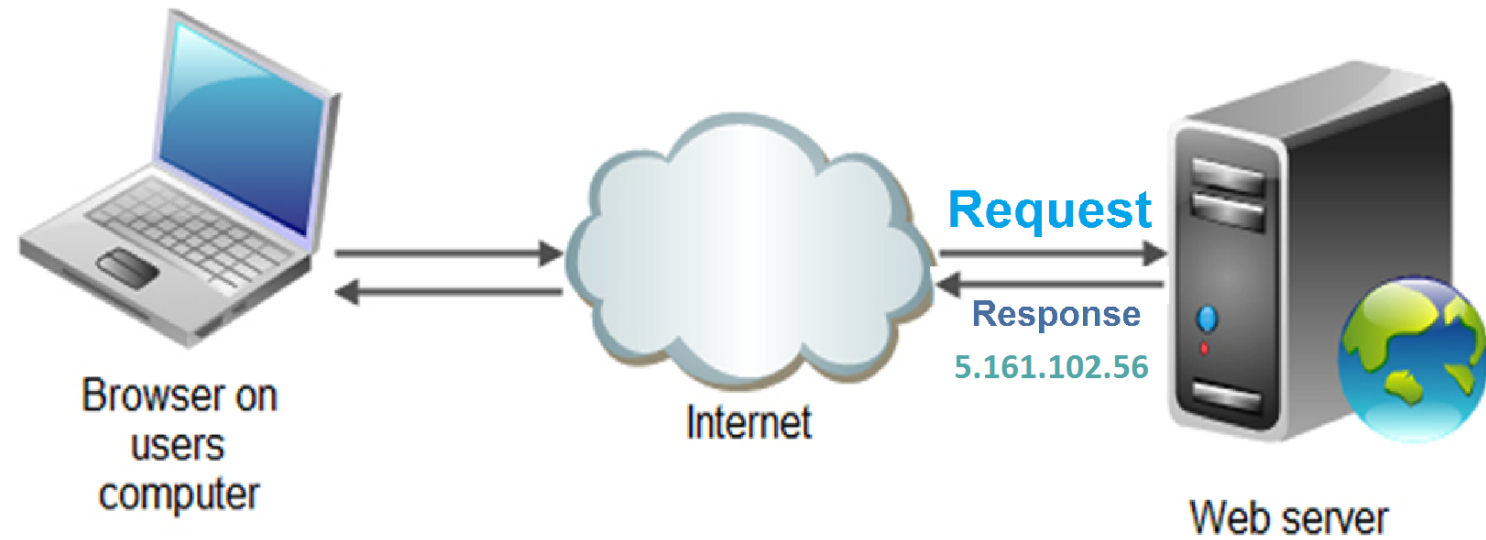 Request
Response
5.161.102.56
Browser on
users
computer
Internet
Web server